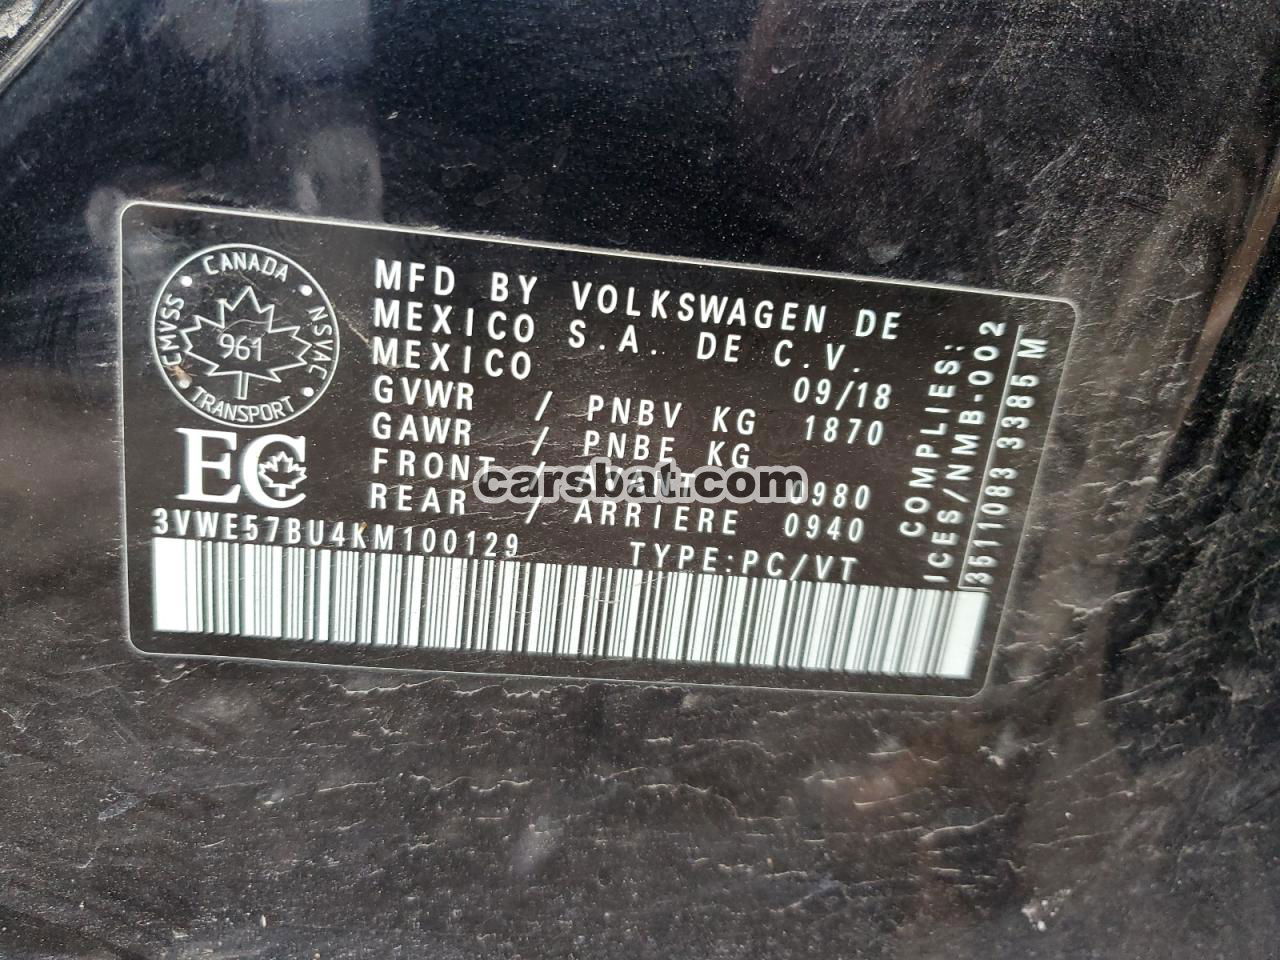 CANADA
CMVSS
NSVAC
961
TRANSPORT
EC
MFD BY VOLKSWAGEN DE
MEXICO S.A. DE C.V.
MEXICO 09/18
GVWR / PNBV KG 1870
GAWR / PNBE KG
FRONT / AVANT 0980
REAR / ARRIERE 0940
3VWE57BU4KM100129 TYPE:PC/VT
COMPLIES:
ICES/NMB-002
3511083 3385 M
carsbat.com